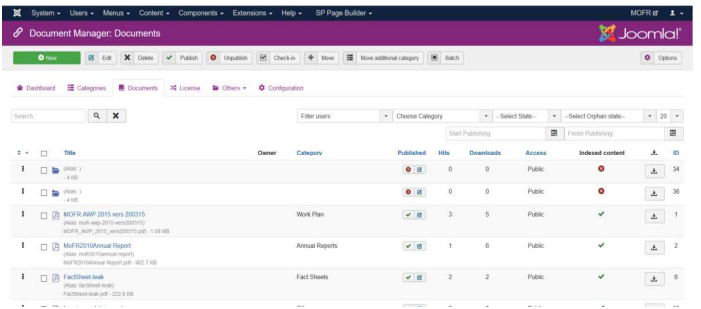 System Users Menus Content Components Extensions Help SP Page Builder MOFR
Document Manager: Documents Joomla!
New Edit Delete Publish Unpublish Check-in Move Move additional category Batch Options
Dashboard Categories Documents License Others Configuration
Search Filter users Choose Category - Select State - --Select Orphan state-- 20
Start Publishing Finish Publishing
Title Owner Category Published Hits Downloads Access Indexed content ID
(Alias: ) 0 0 Public 34
- 4 KB
(Alias: ) 0 0 Public 36
- 4 KB
MOFR AWP 2015 vers 200315 Work Plan 3 5 Public 1
(Alias: mofr-awp-2015-vers200315)
MOFR_AWP_2015_vers200315.pdf - 1.06 MB
MoFR2010Annual Report Annual Reports 1 6 Public 2
(Alias: mofr2010annual-report)
MoFR2010Annual Report.pdf - 902.7 KB
FactSheet-leak Fact Sheets 2 2 Public 6
(Alias: factsheet-leak)
FactSheet-leak.pdf - 222.8 KB